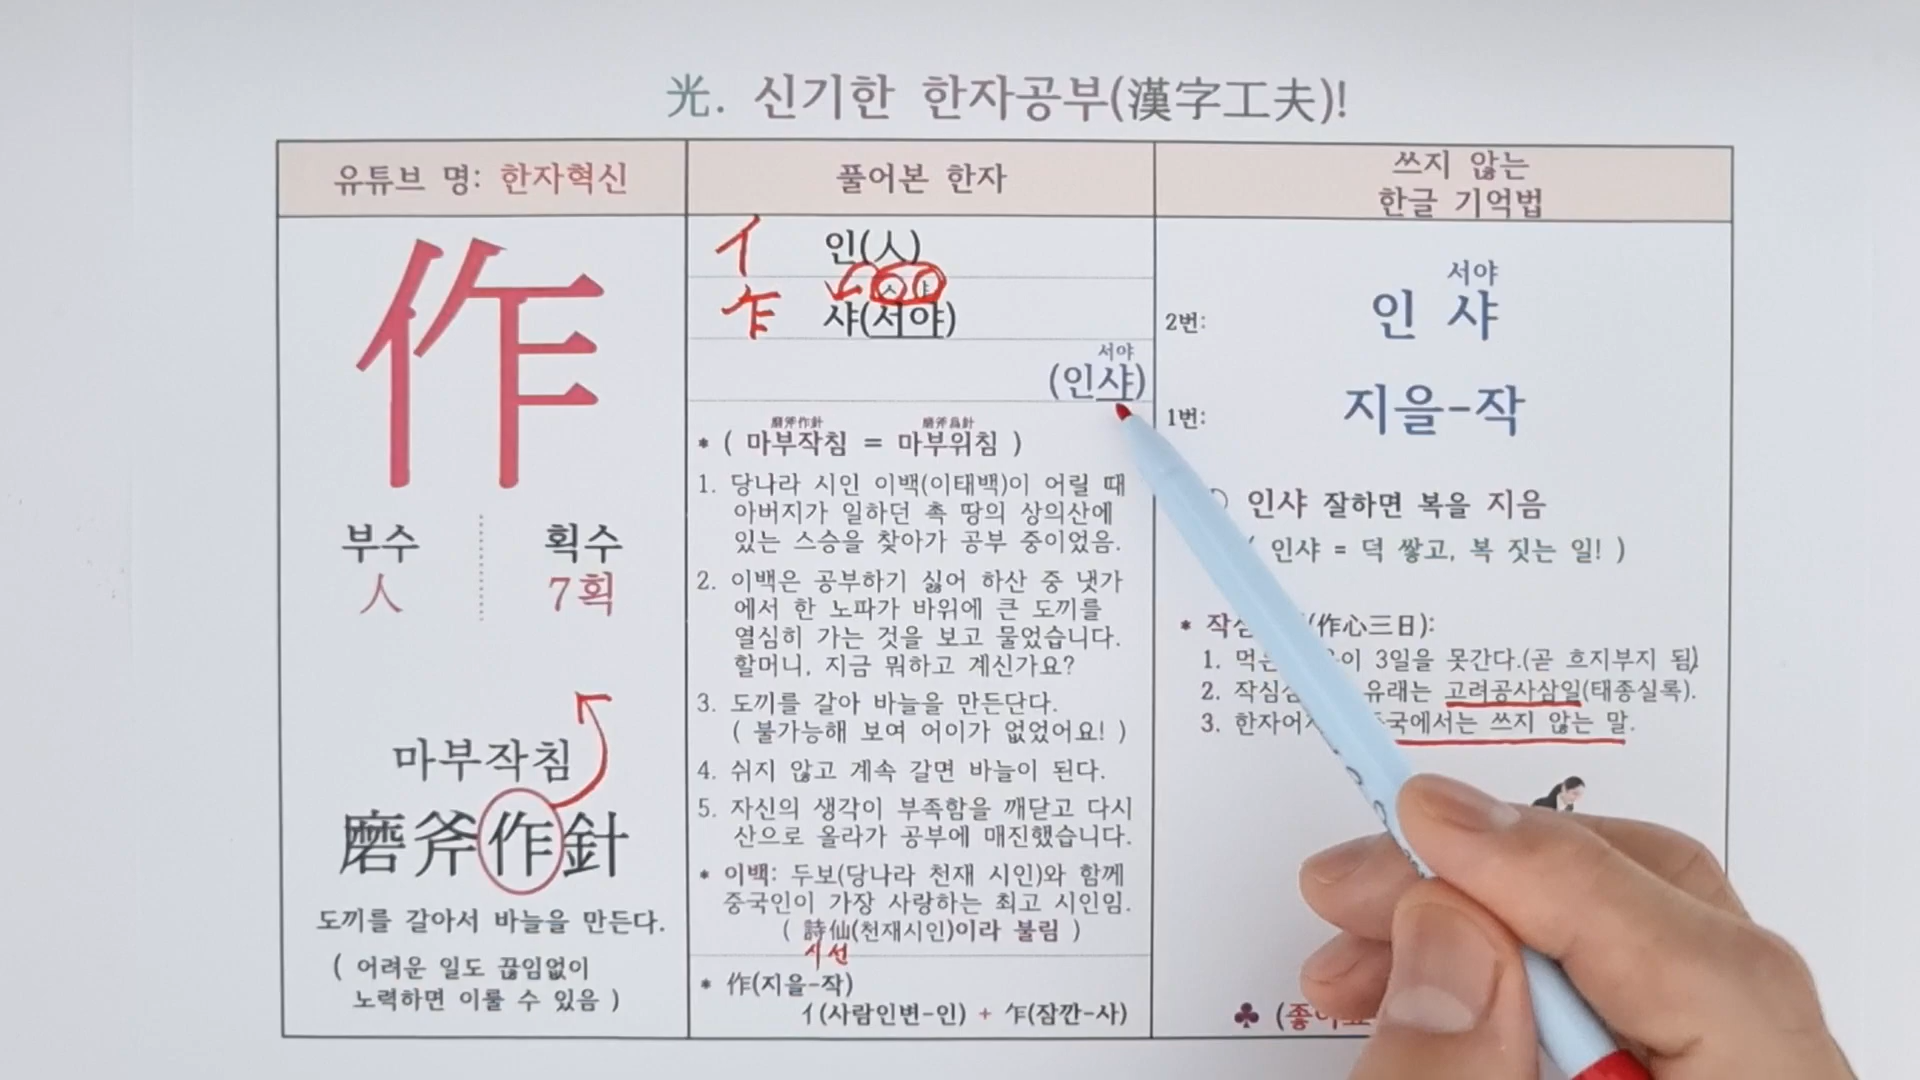 光. 신기한 한자공부(漢字工夫)!
유튜브 명: 한자혁신
作
부수
획수
人
7획
마부작침
磨斧作針
도끼를 갈아서 바늘을 만든다.
( 어려운 일도 끊임없이
노력하면 이룰 수 있음 )
풀어본 한자
亻 인(人)
乍 샤(서야)
서야
(인샤)
磨斧作針 磨斧爲針
* ( 마부작침 = 마부위침 )
1. 당나라 시인 이백(이태백)이 어릴 때
아버지가 일하던 촉 땅의 상의산에
있는 스승을 찾아가 공부 중이었음.
2. 이백은 공부하기 싫어 하산 중 냇가
에서 한 노파가 바위에 큰 도끼를
열심히 가는 것을 보고 물었습니다.
할머니, 지금 뭐하고 계신가요?
3. 도끼를 갈아 바늘을 만든단다.
( 불가능해 보여 어이가 없었어요! )
4. 쉬지 않고 계속 갈면 바늘이 된다.
5. 자신의 생각이 부족함을 깨닫고 다시
산으로 올라가 공부에 매진했습니다.
* 이백: 두보(당나라 천재 시인)와 함께
중국인이 가장 사랑하는 최고 시인임.
( 詩仙(천재시인)이라 불림 )
시선
* 作(지을-작)
亻(사람인변-인) + 乍(잠깐-사)
쓰지 않는
한글 기억법
서야
2번: 인 샤
1번: 지을-작
인샤 잘하면 복을 지음
( 인샤 = 덕 쌓고, 복 짓는 일! )
* (作心三日):
1. 3일을 못간다.(곧 흐지부지 됨)
2. 유래는 고려공사삼일(태종실록).
3. 쓰지 않는 말.
♣